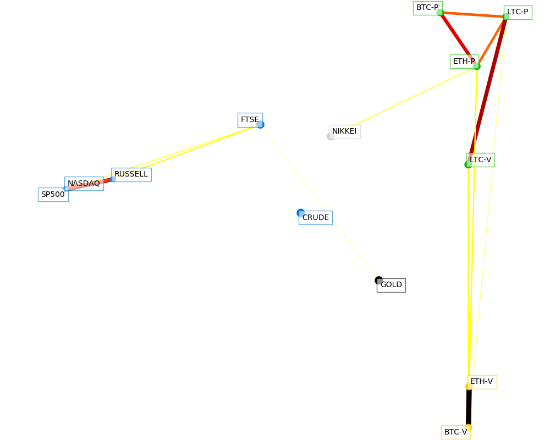 BTC-P
LTC-P
ETH-P
FTSE
NIKKEI
LTC-V
RUSSELL
NASDAQ
SP500
CRUDE
GOLD
ETH-V
BTC-V